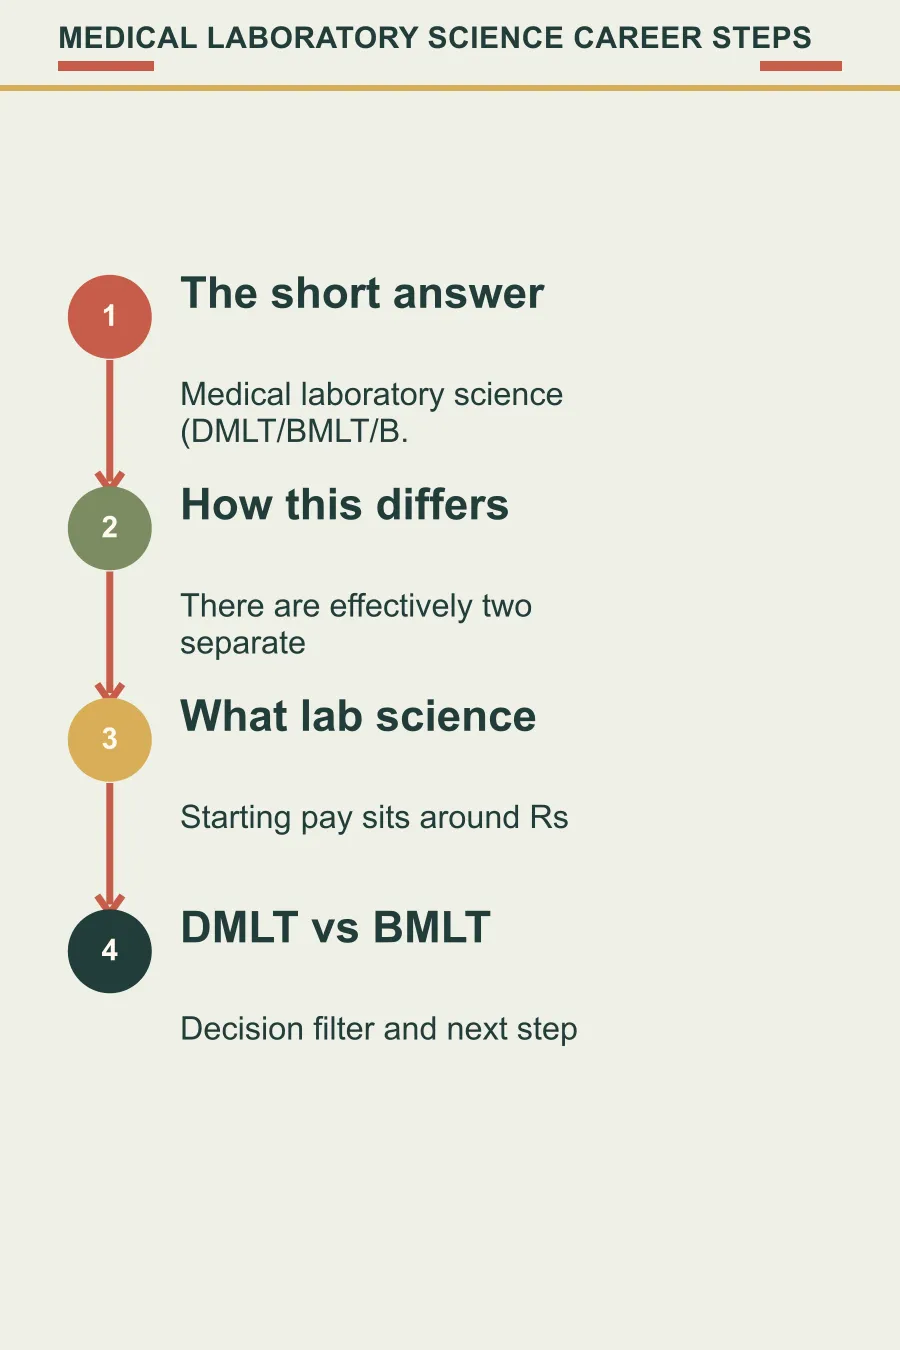 MEDICAL LABORATORY SCIENCE CAREER STEPS
1
The short answer
Medical laboratory science
(DMLT/BMLT/B.
2
How this differs
There are effectively two
separate
3
What lab science
Starting pay sits around Rs
4
DMLT vs BMLT
Decision filter and next step